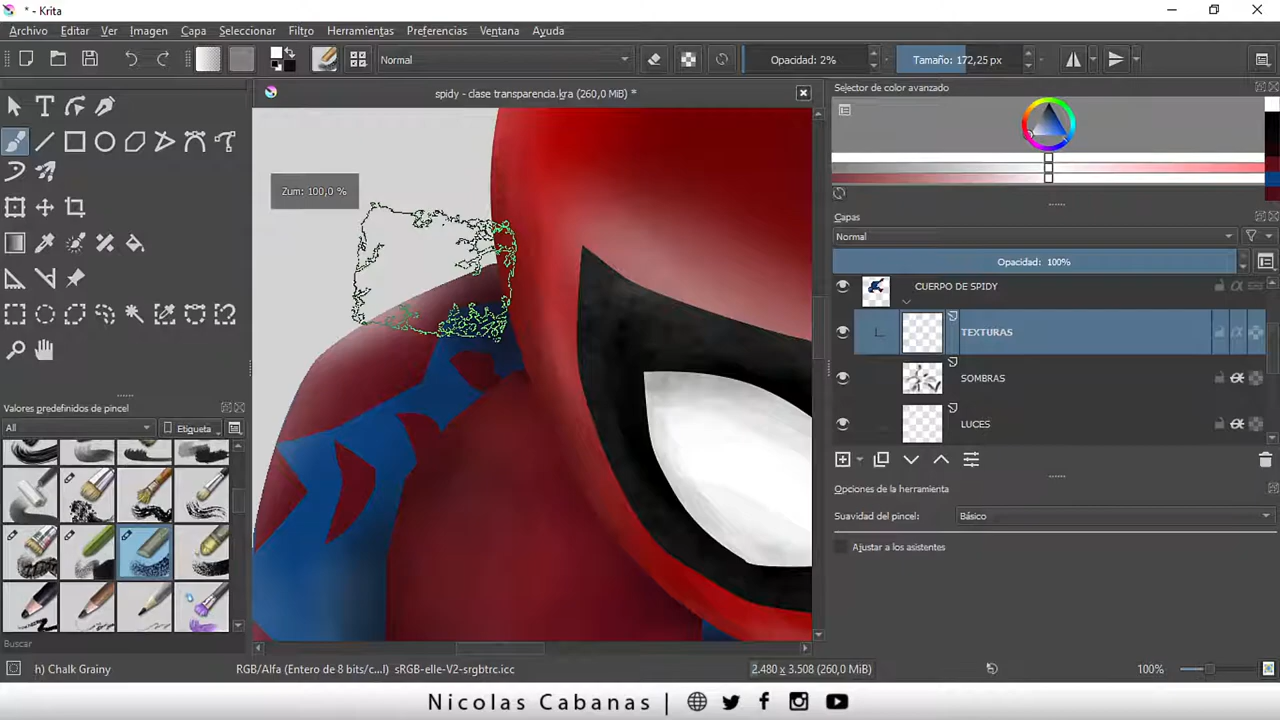 * - Krita
Archivo Editar Ver Imagen Capa Seleccionar Filtro Herramientas Preferencias Ventana Ayuda
Normal Opacidad: 2% Tamaño: 172,25 px
spidy - clase transparencia.kra (260,0 MiB) *
Selector de color avanzado
Zum: 100,0 %
Capas
Normal
Opacidad: 100%
CUERPO DE SPIDY
TEXTURAS
SOMBRAS
LUCES
Valores predefinidos de pincel
All Etiqueta
Opciones de la herramienta
Suavidad del pincel: Básico
Ajustar a los asistentes
Buscar
h) Chalk Grainy RGB/Alfa (Entero de 8 bits/c...l) sRGB-elle-V2-srgbtrc.icc 2.480 x 3.508 (260,0 MiB) 100%
Nicolas Cabanas |